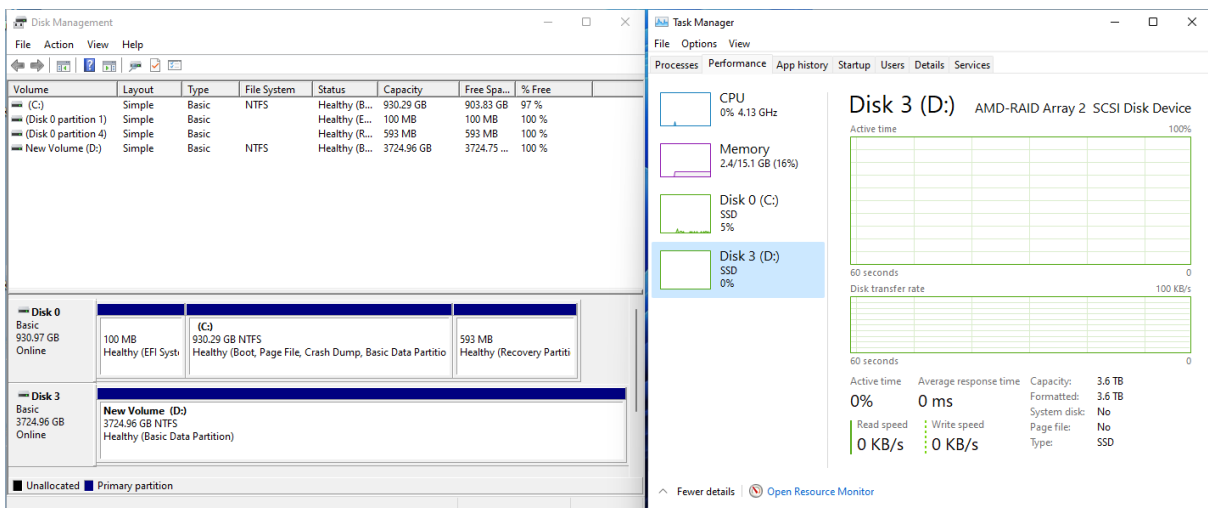 Disk Management
File Action View Help
Volume Layout Type File System Status Capacity Free Spa... % Free
(C:) Simple Basic NTFS Healthy (B... 930.29 GB 903.83 GB 97 %
(Disk 0 partition 1) Simple Basic Healthy (E... 100 MB 100 MB 100 %
(Disk 0 partition 4) Simple Basic Healthy (R... 593 MB 593 MB 100 %
New Volume (D:) Simple Basic NTFS Healthy (B... 3724.96 GB 3724.75 ... 100 %
Disk 0
Basic
930.97 GB
Online
100 MB
Healthy (EFI Syst
(C:)
930.29 GB NTFS
Healthy (Boot, Page File, Crash Dump, Basic Data Partitio
593 MB
Healthy (Recovery Partiti
Disk 3
Basic
3724.96 GB
Online
New Volume (D:)
3724.96 GB NTFS
Healthy (Basic Data Partition)
Unallocated Primary partition
Task Manager
File Options View
Processes Performance App history Startup Users Details Services
CPU
0% 4.13 GHz
Memory
2.4/15.1 GB (16%)
Disk 0 (C:)
SSD
5%
Disk 3 (D:)
SSD
0%
Disk 3 (D:) AMD-RAID Array 2 SCSI Disk Device
Active time 100%
60 seconds 0
Disk transfer rate 100 KB/s
60 seconds 0
Active time Average response time
0% 0 ms
Read speed Write speed
0 KB/s 0 KB/s
Capacity: 3.6 TB
Formatted: 3.6 TB
System disk: No
Page file: No
Type: SSD
Fewer details Open Resource Monitor